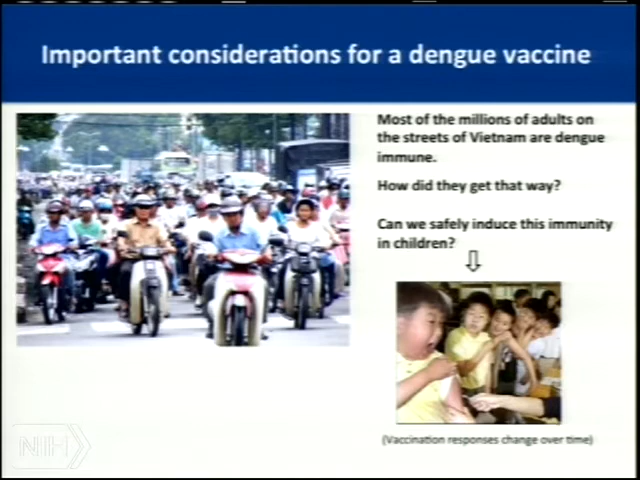 Important considerations for a dengue vaccine
Most of the millions of adults on
the streets of Vietnam are dengue
immune.
How did they get that way?
Can we safely induce this immunity
in children?
(Vaccination responses change over time)
NIH